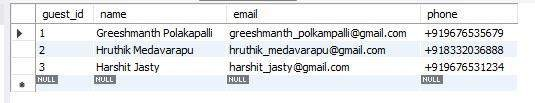 guest_id name email phone
1 Greeshmanth Polakapalli greeshmanth_polkampalli@gmail.com +919676535679
2 Hruthik Medavarapu hruthik_medavarapu@gmail.com +918332036888
3 Harshit Jasty harshit_jasty@gmail.com +919676531234
NULL NULL NULL NULL